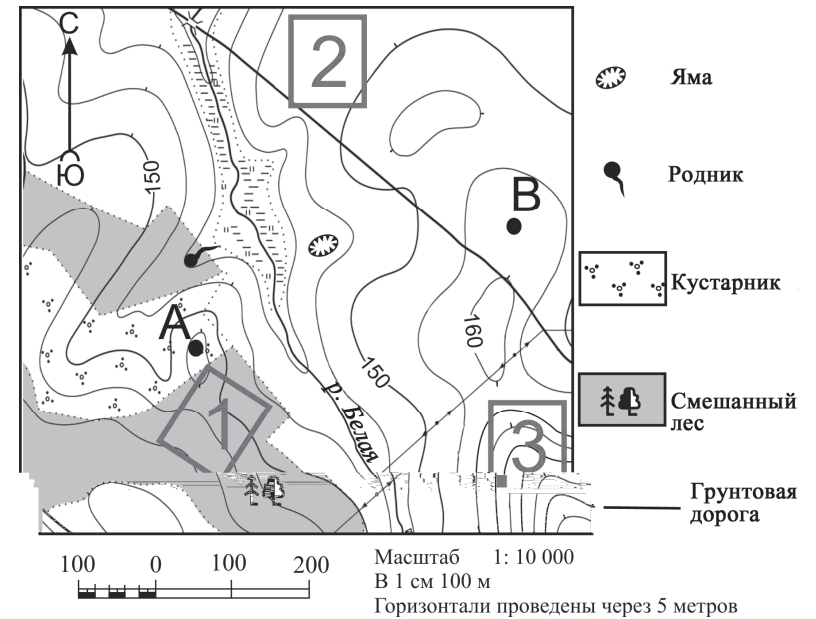 С
Ю
2
150
В
А
160
150
1
р. Белая
3
Яма
Родник
Кустарник
Смешанный
лес
Грунтовая
дорога
100 0 100 200
Масштаб 1: 10 000
В 1 см 100 м
Горизонтали проведены через 5 метров